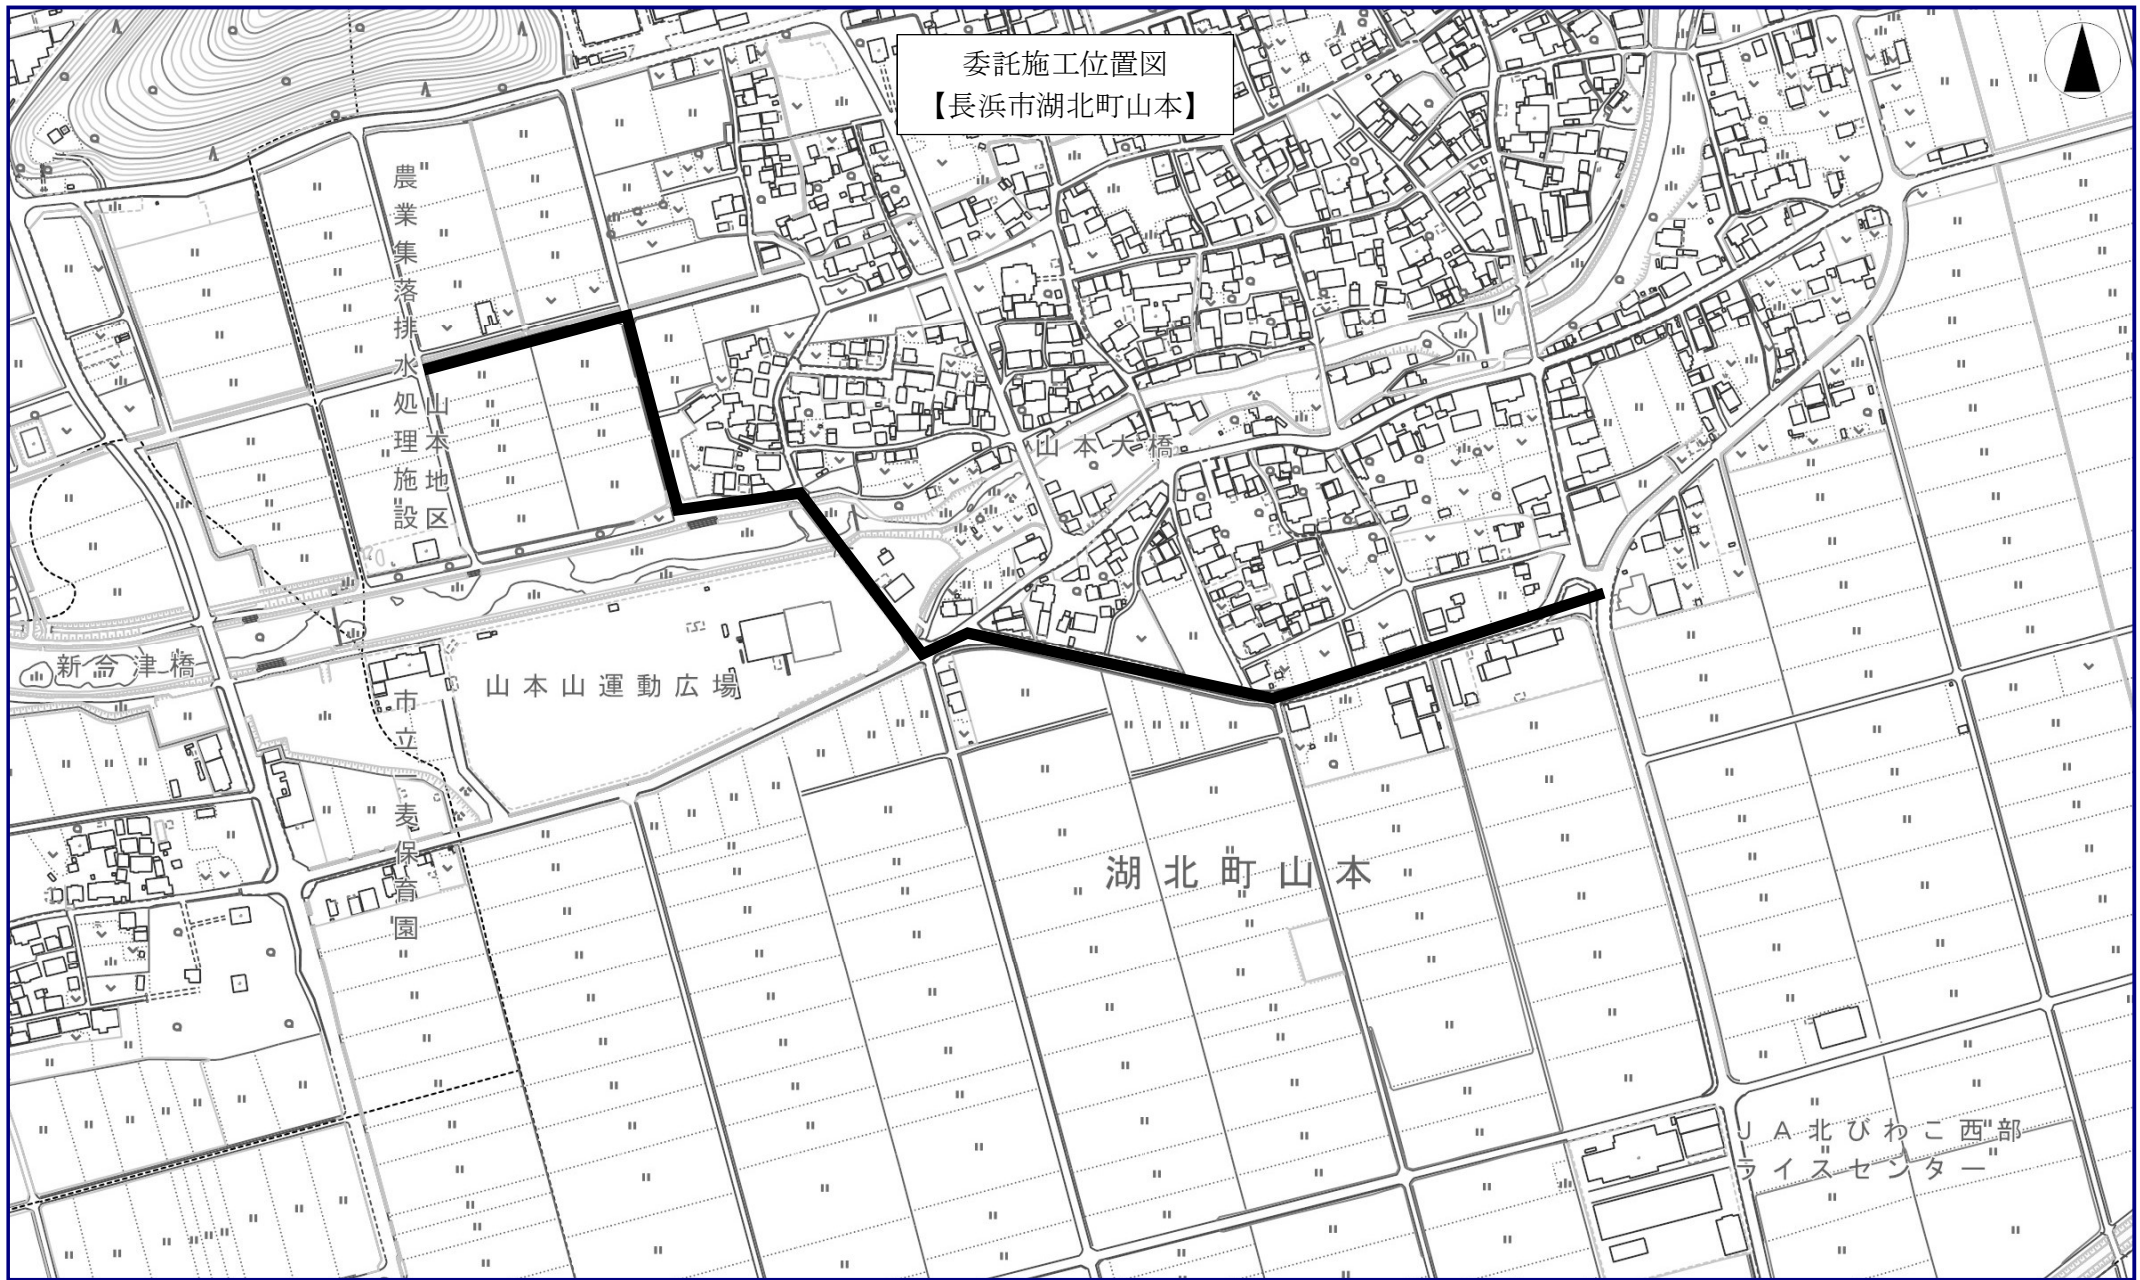 委託施工位置図
【長浜市湖北町山本】
農業集落排水処理施設
山本地区
山本大橋
新今津橋
山本山運動広場
市立 麦保育園
湖北町山本
JA北びわこ西部
ライスセンター